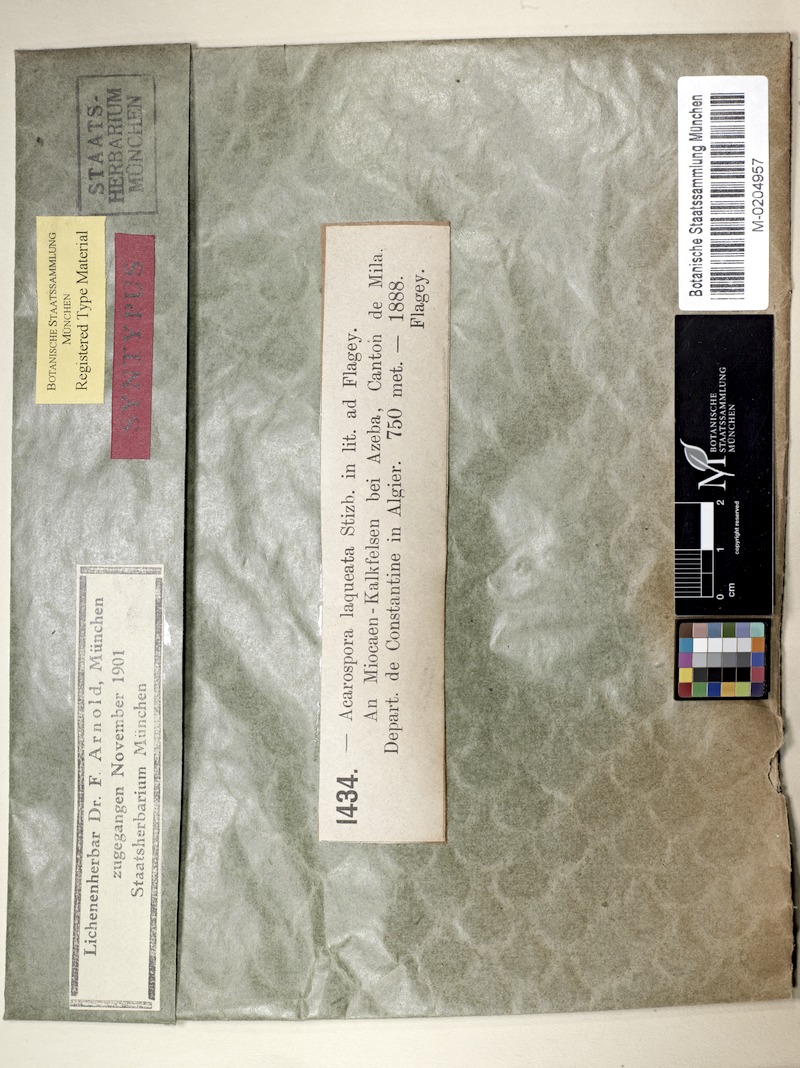 Lichenenherbar Dr. F. Arnold, München
zugegangen November 1901
Staatsherbarium München
BOTANISCHE STAATSSAMMLUNG
MÜNCHEN
Registered Type Material
SYNTYPUS
STAATS-
HERBARIUM
MÜNCHEN
1434. — Acarospora laqueata Stizb. in lit. ad Flagey.
An Miocaen-Kalkfelsen bei Azeba, Canton de Mila.
Depart. de Constantine in Algier. 750 met. — 1888.
Flagey.
0 1 2
cm
copyright reserved
M
BOTANISCHE
STAATSSAMMLUNG
MÜNCHEN
Botanische Staatssammlung München
M-0204957